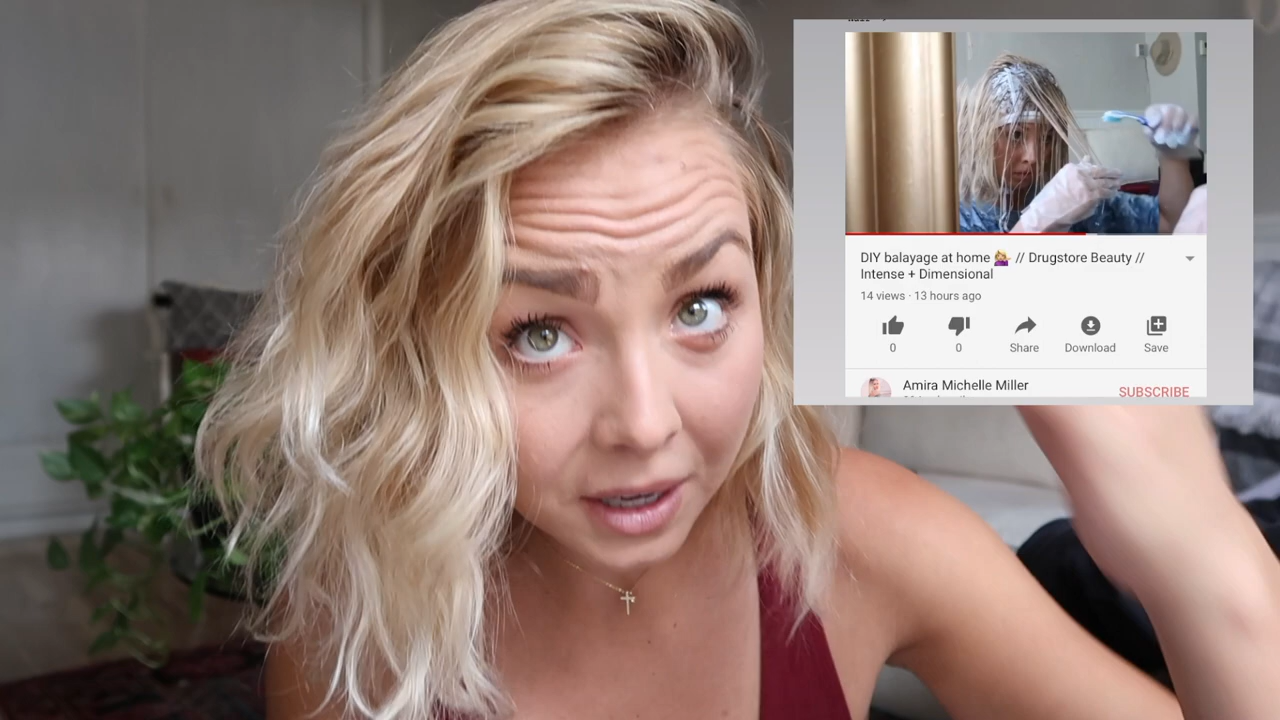 DIY balayage at home 💁‍♀️ // Drugstore Beauty //
Intense + Dimensional
14 views · 13 hours ago
0
0
Share
Download
Save
Amira Michelle Miller
SUBSCRIBE